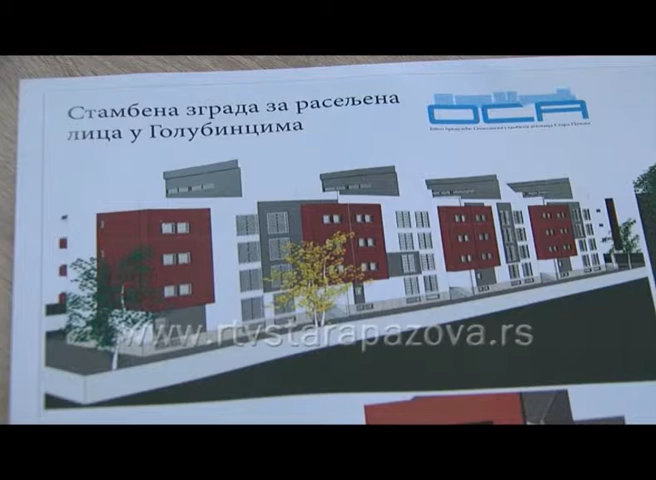 Стамбена зграда за расељена
лица у Голубинцима
ОСА
www.rtvstarapazova.rs